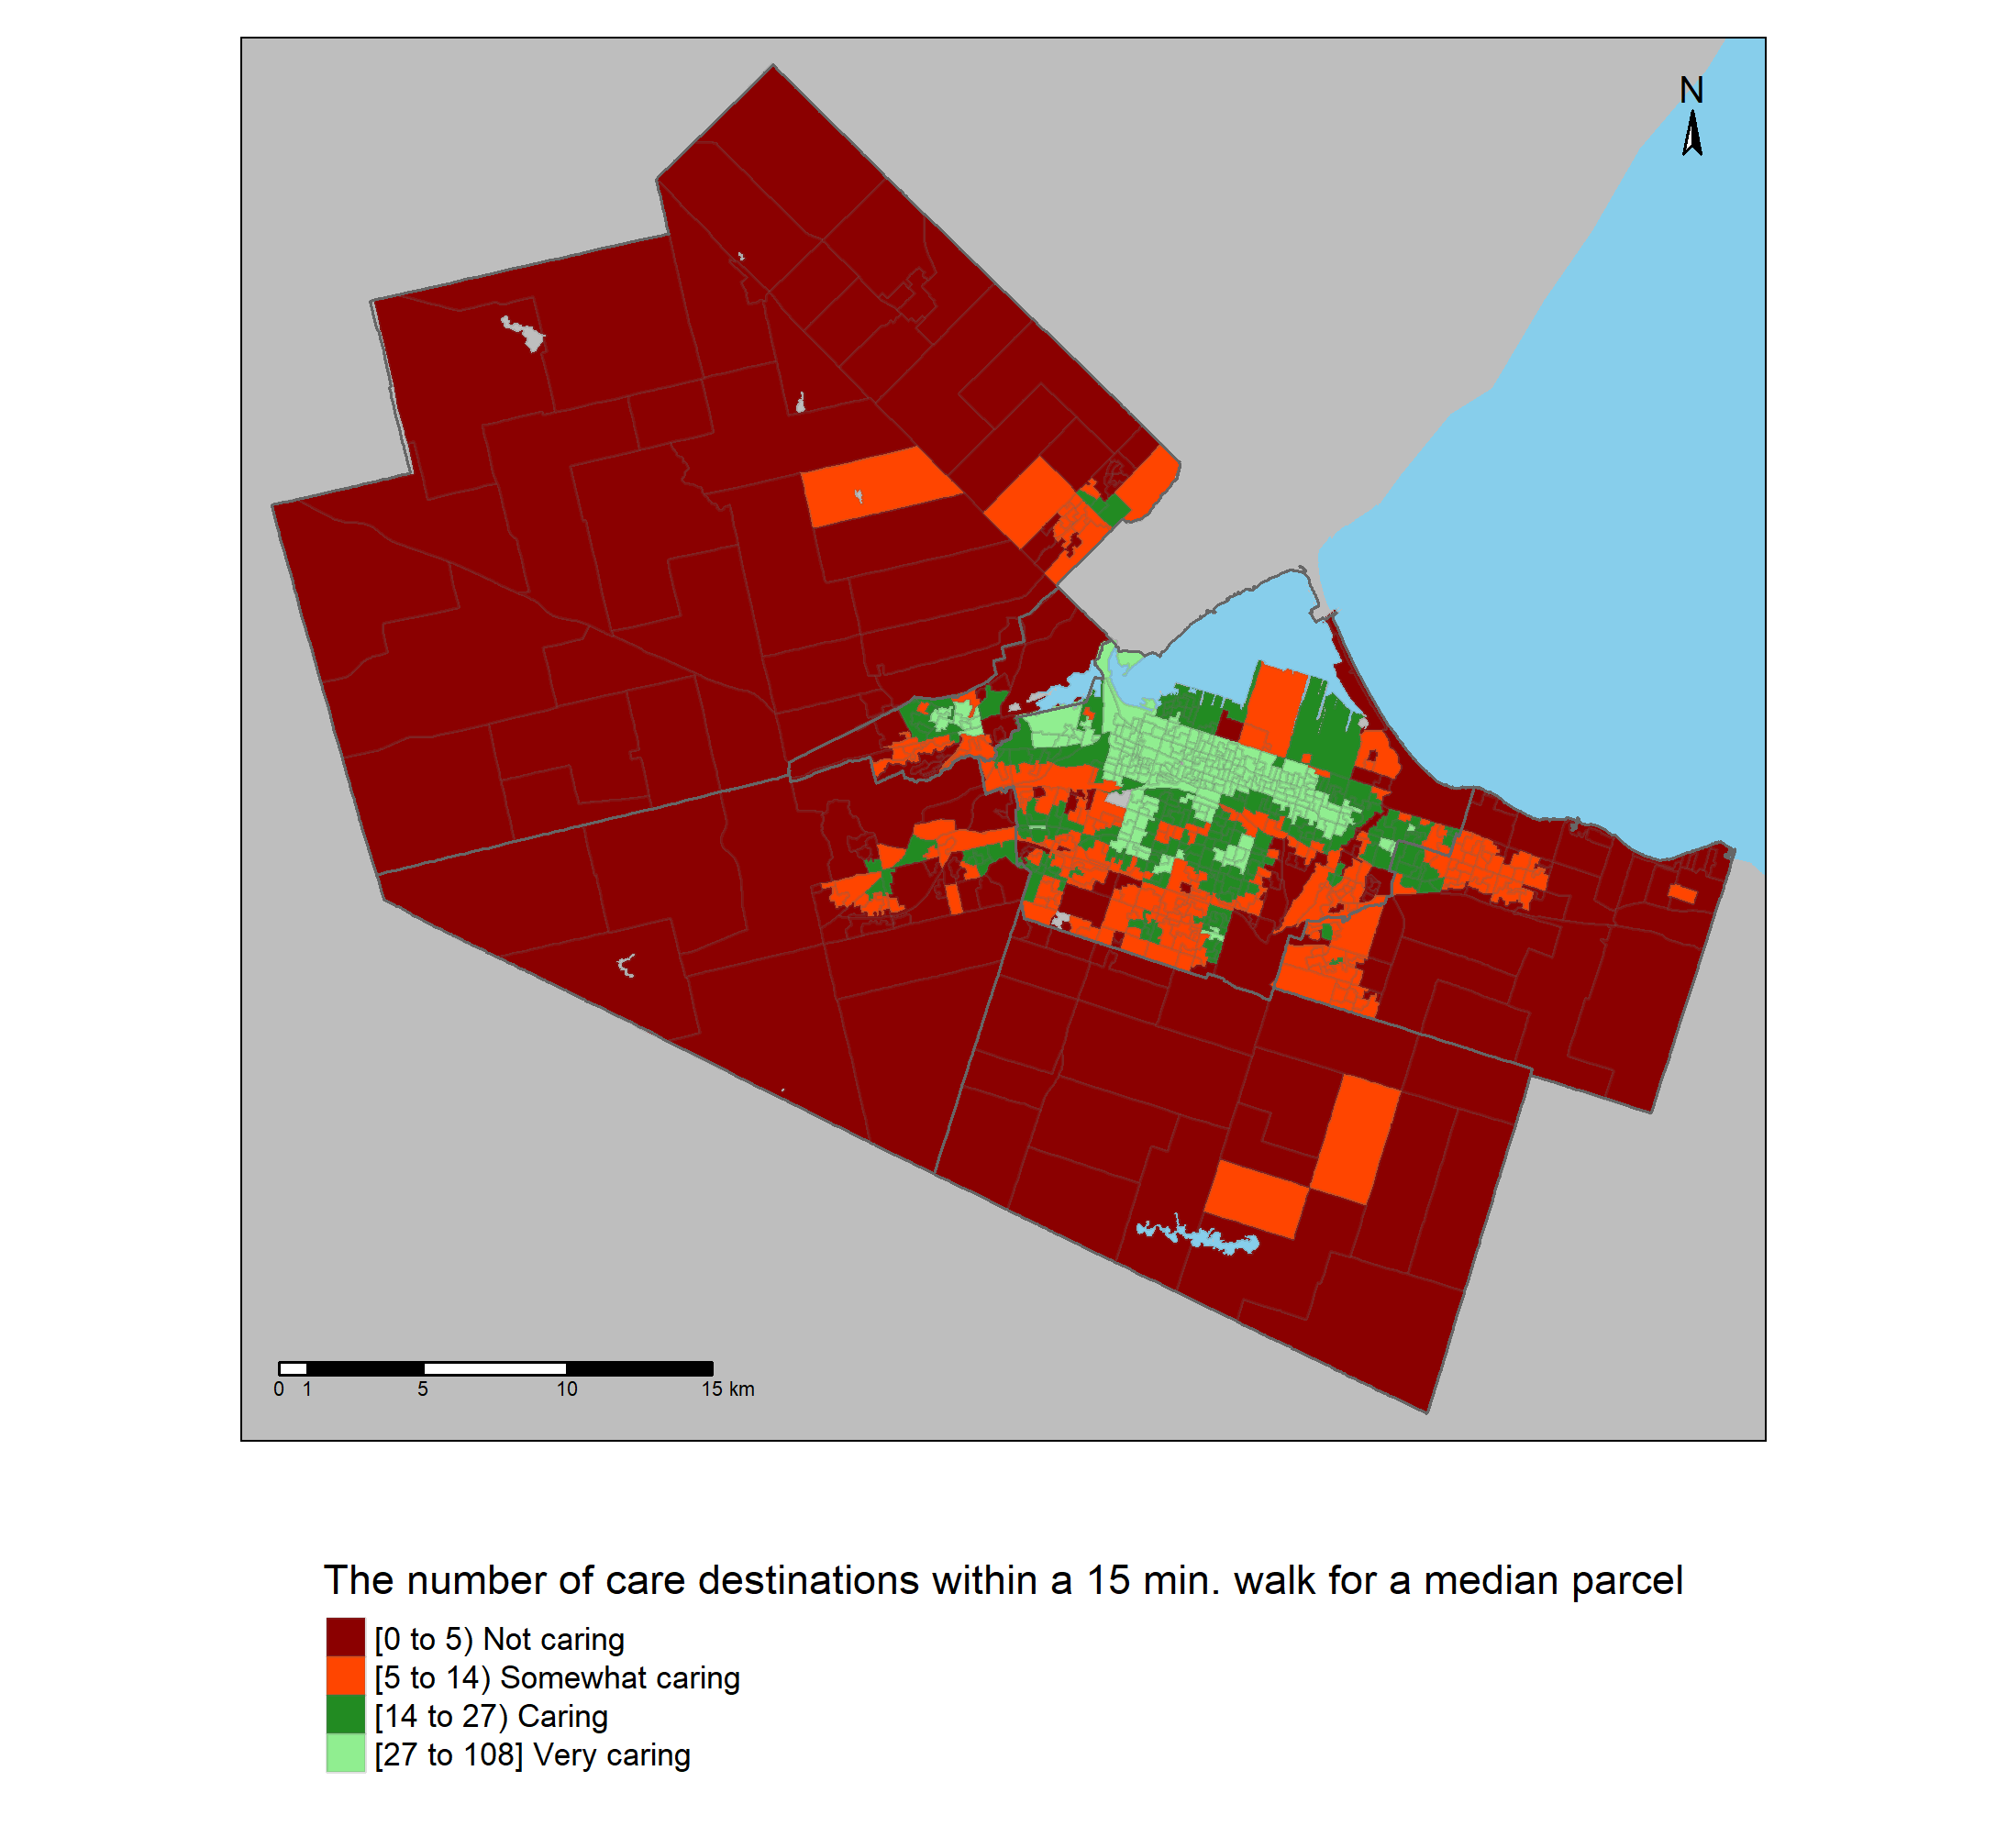 N
0 1 5 10 15 km
The number of care destinations within a 15 min. walk for a median parcel
[0 to 5) Not caring
[5 to 14) Somewhat caring
[14 to 27) Caring
[27 to 108] Very caring